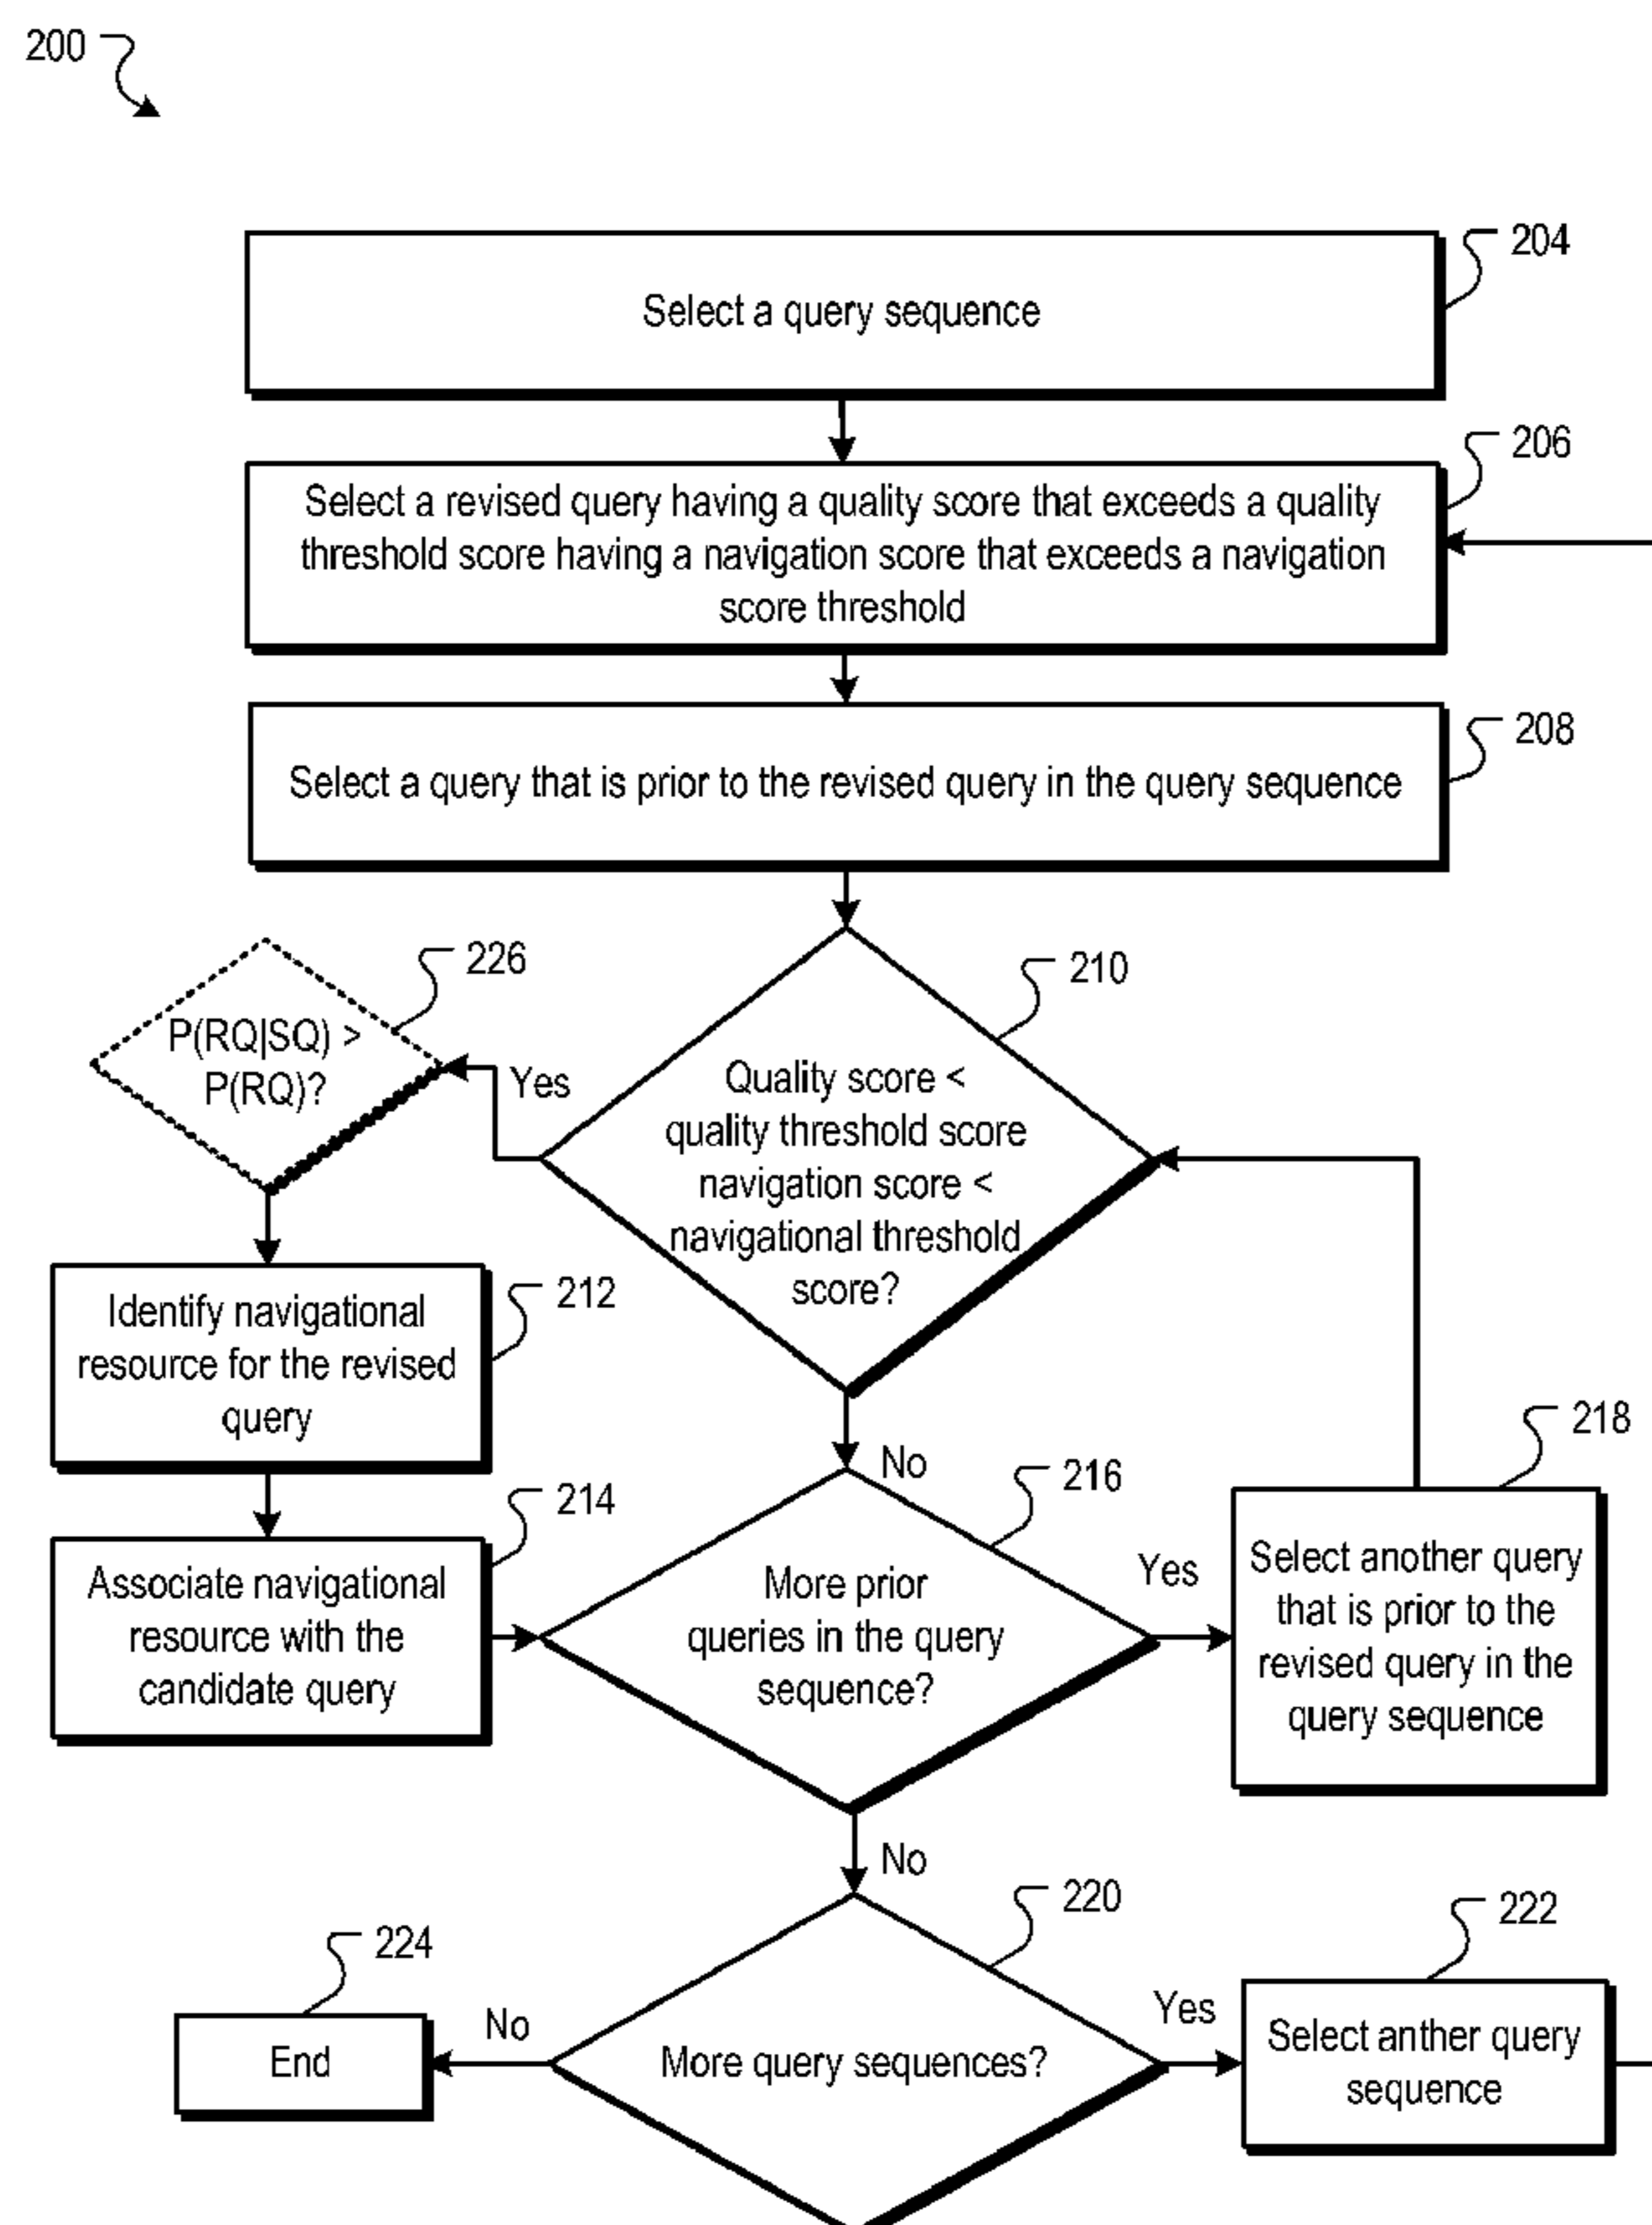 200
204
Select a query sequence
206
Select a revised query having a quality score that exceeds a quality
threshold score having a navigation score that exceeds a navigation
score threshold
208
Select a query that is prior to the revised query in the query sequence
226
P(RQ|SQ) >
P(RQ)?
210
Yes
Quality score <
quality threshold score
navigation score <
navigational threshold
score?
212
Identify navigational
resource for the revised
query
No
214
Associate navigational
resource with the
candidate query
216
More prior
queries in the query
sequence?
Yes
218
Select another query
that is prior to the
revised query in the
query sequence
No
220
More query sequences?
224
End
No
Yes
222
Select anther query
sequence